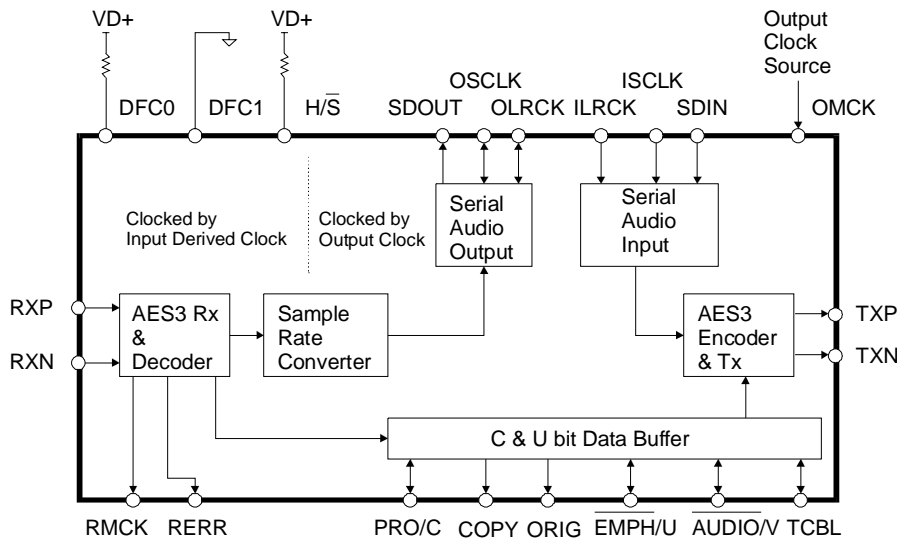 VD+
VD+
Output
Clock
Source
DFC0
DFC1
H/S̅
OSCLK
ISCLK
SDOUT
OLRCK
ILRCK
SDIN
OMCK
Clocked by
Input Derived Clock
Clocked by
Output Clock
Serial
Audio
Output
Serial
Audio
Input
RXP
RXN
AES3 Rx
&
Decoder
Sample
Rate
Converter
AES3
Encoder
& Tx
TXP
TXN
C & U bit Data Buffer
RMCK
RERR
PRO/C
COPY
ORIG
E̅M̅P̅H̅/U
A̅U̅D̅I̅O̅/V
TCBL